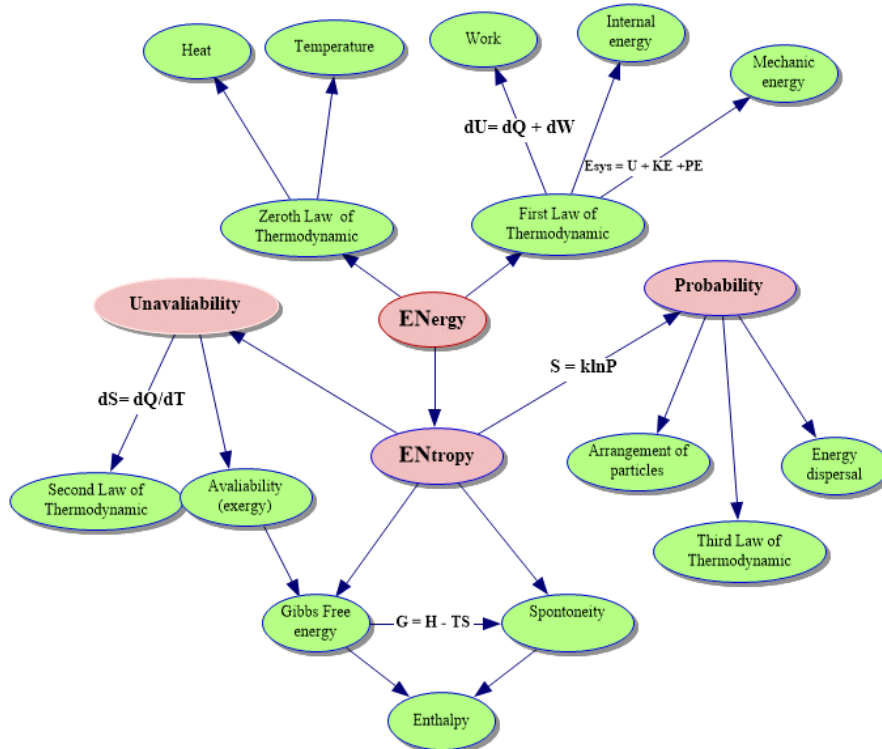 Heat
Temperature
Work
Internal
energy
Mechanic
energy
dU= dQ + dW
Esys = U + KE +PE
Zeroth Law of
Thermodynamic
First Law of
Thermodynamic
Unavaliability
ENergy
Probability
S = klnP
dS= dQ/dT
ENtropy
Second Law of
Thermodynamic
Avaliability
(exergy)
Arrangement of
particles
Energy
dispersal
Third Law of
Thermodynamic
Gibbs Free
energy
G = H - TS
Spontoneity
Enthalpy